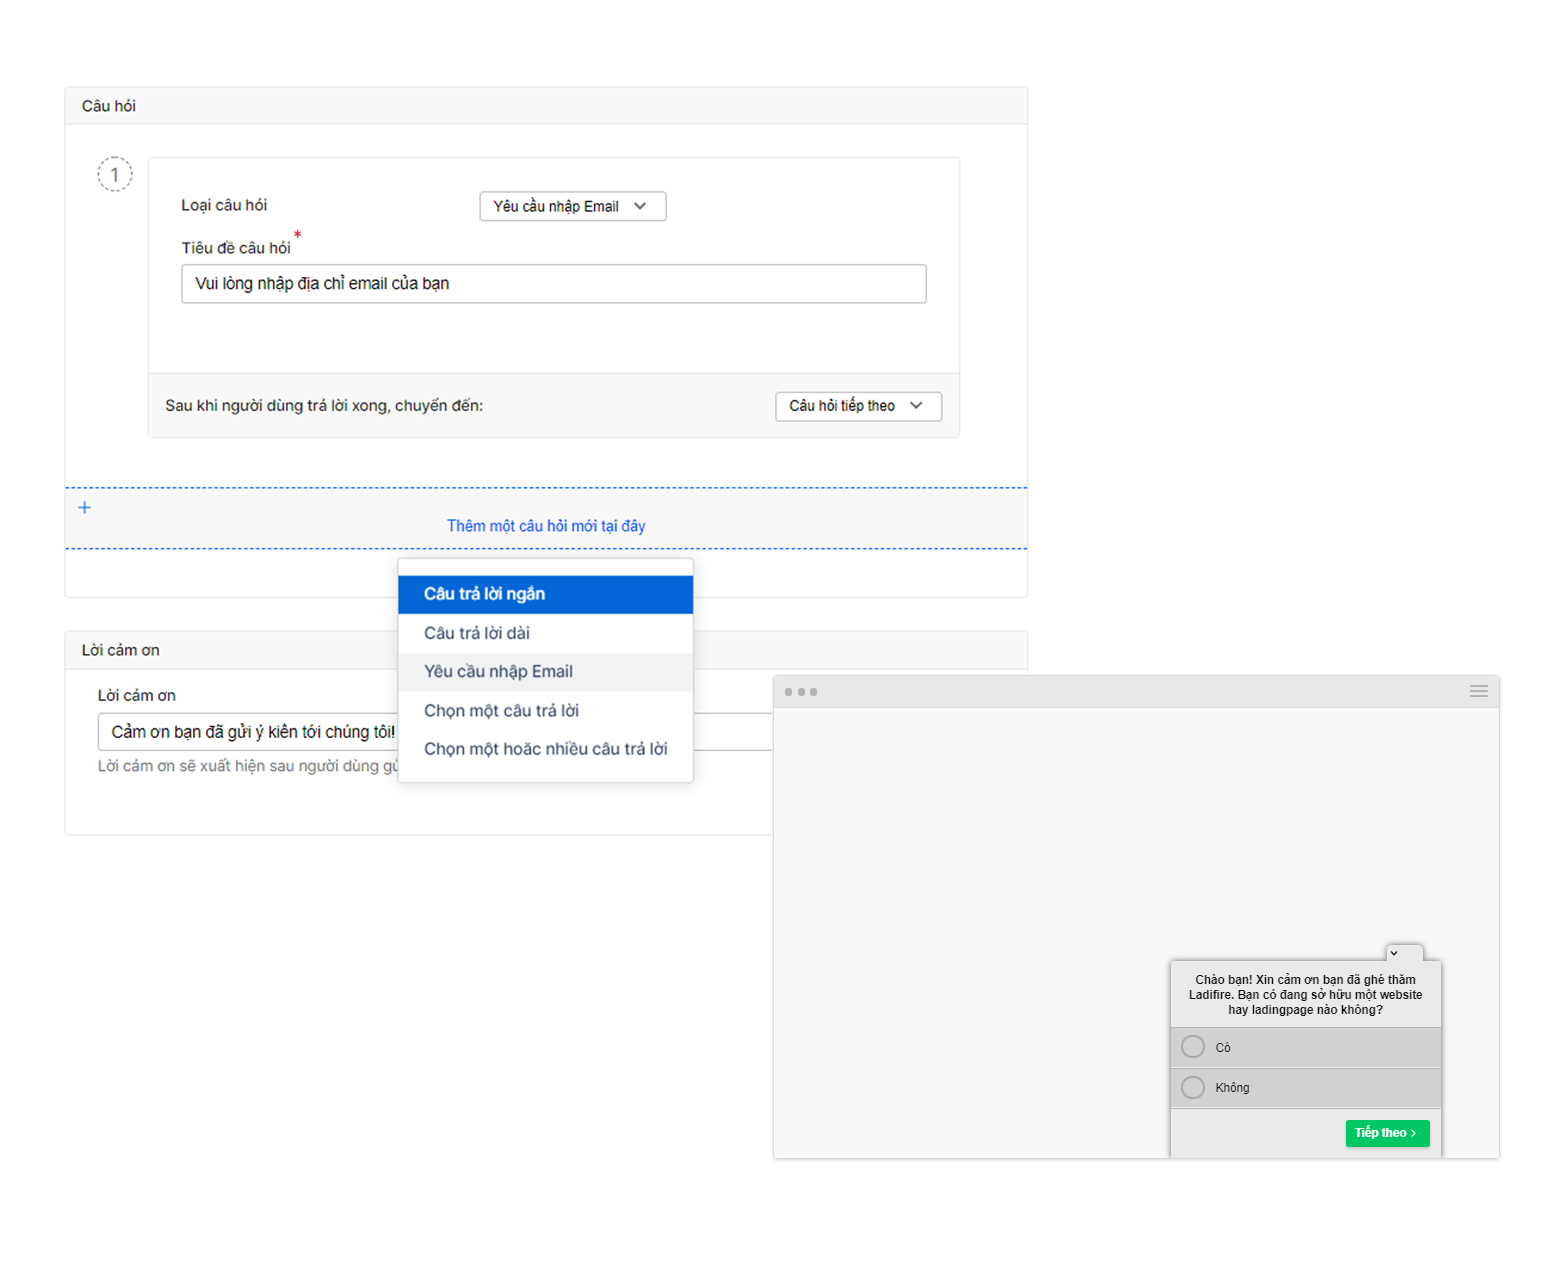 Câu hỏi
1
Loại câu hỏi
Yêu cầu nhập Email
Tiêu đề câu hỏi *
Vui lòng nhập địa chỉ email của bạn
Sau khi người dùng trả lời xong, chuyển đến:
Câu hỏi tiếp theo
+
Thêm một câu hỏi mới tại đây
Câu trả lời ngắn
Câu trả lời dài
Yêu cầu nhập Email
Chọn một câu trả lời
Chọn một hoăc nhiều câu trả lời
Lời cảm ơn
Lời cảm ơn
Cảm ơn bạn đã gửi ý kiến tới chúng tôi!
Lời cảm ơn sẽ xuất hiện sau người dùng
Chào bạn! Xin cảm ơn bạn đã ghé thăm
Ladifire. Bạn có đang sở hữu một website
hay ladingpage nào không?
Có
Không
Tiếp theo ›